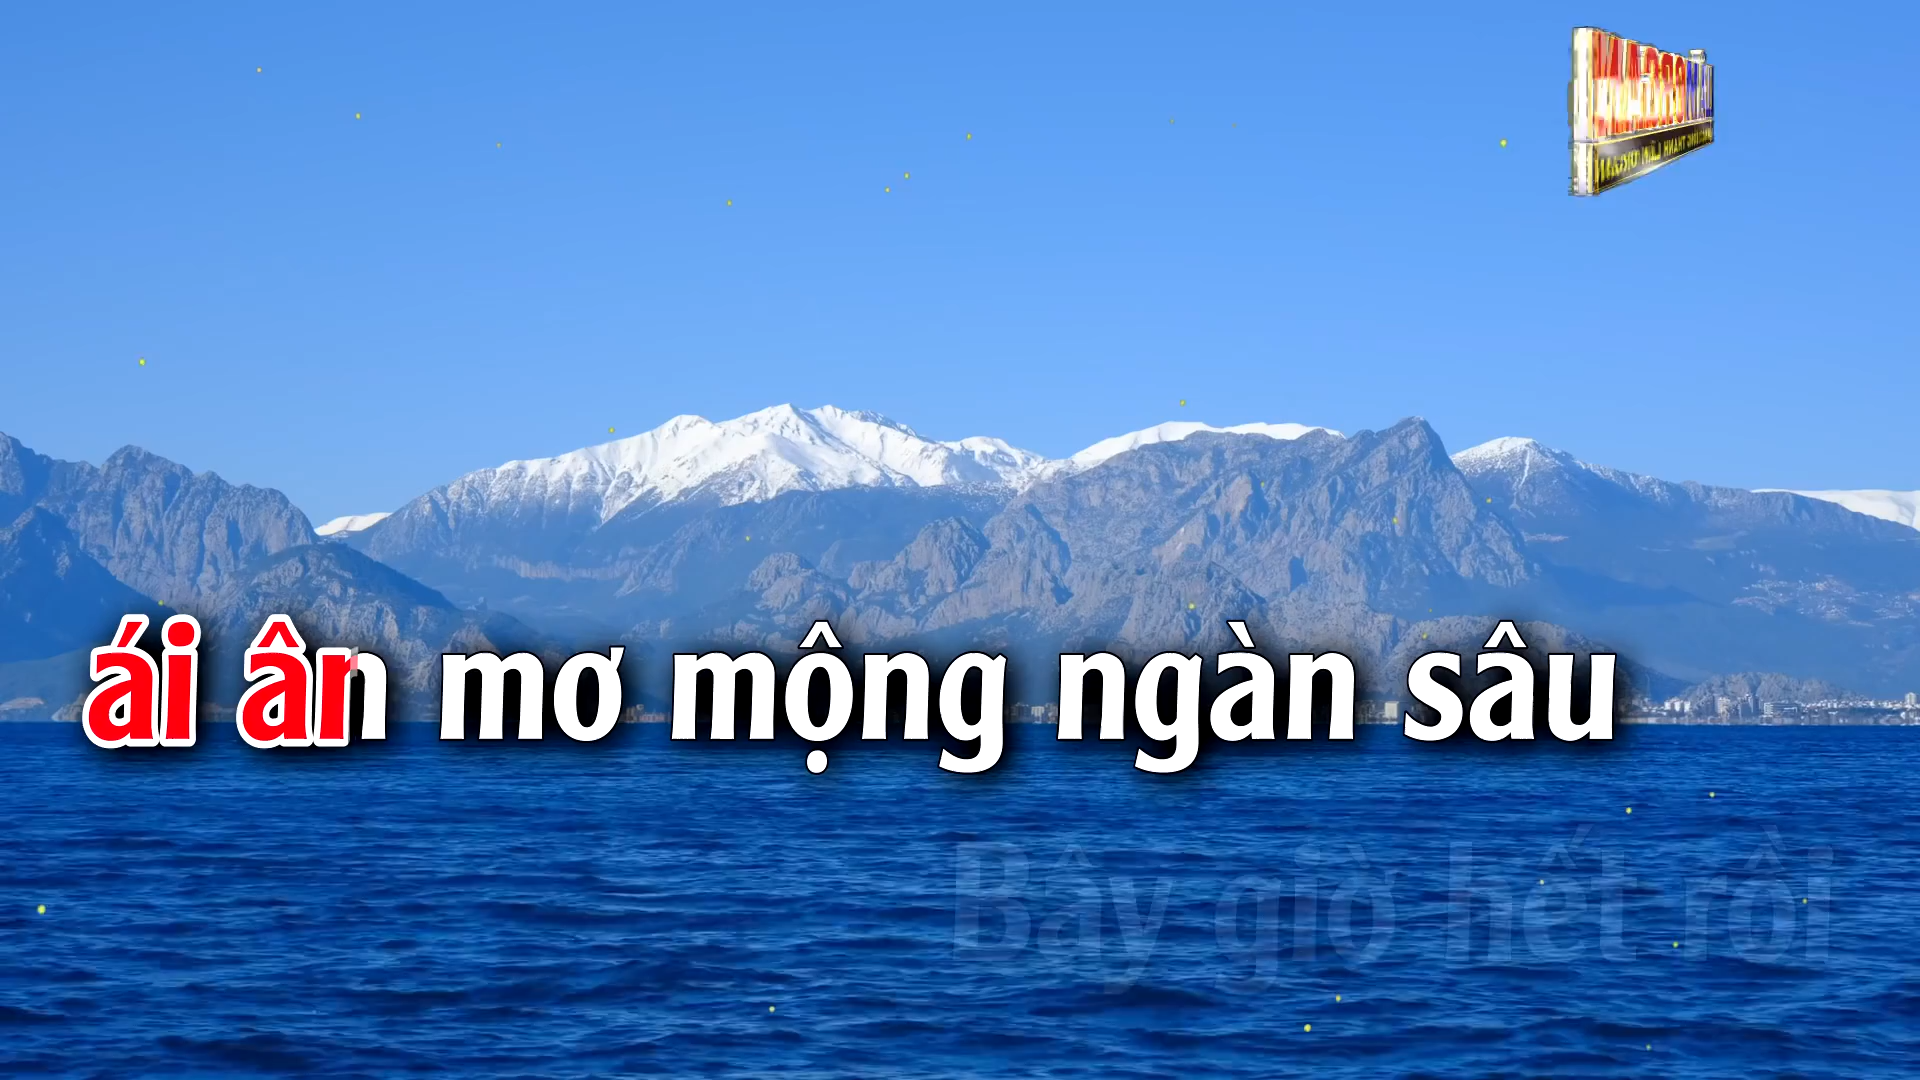 ái ân mơ mộng ngàn sâu
Bây giờ hết rồi